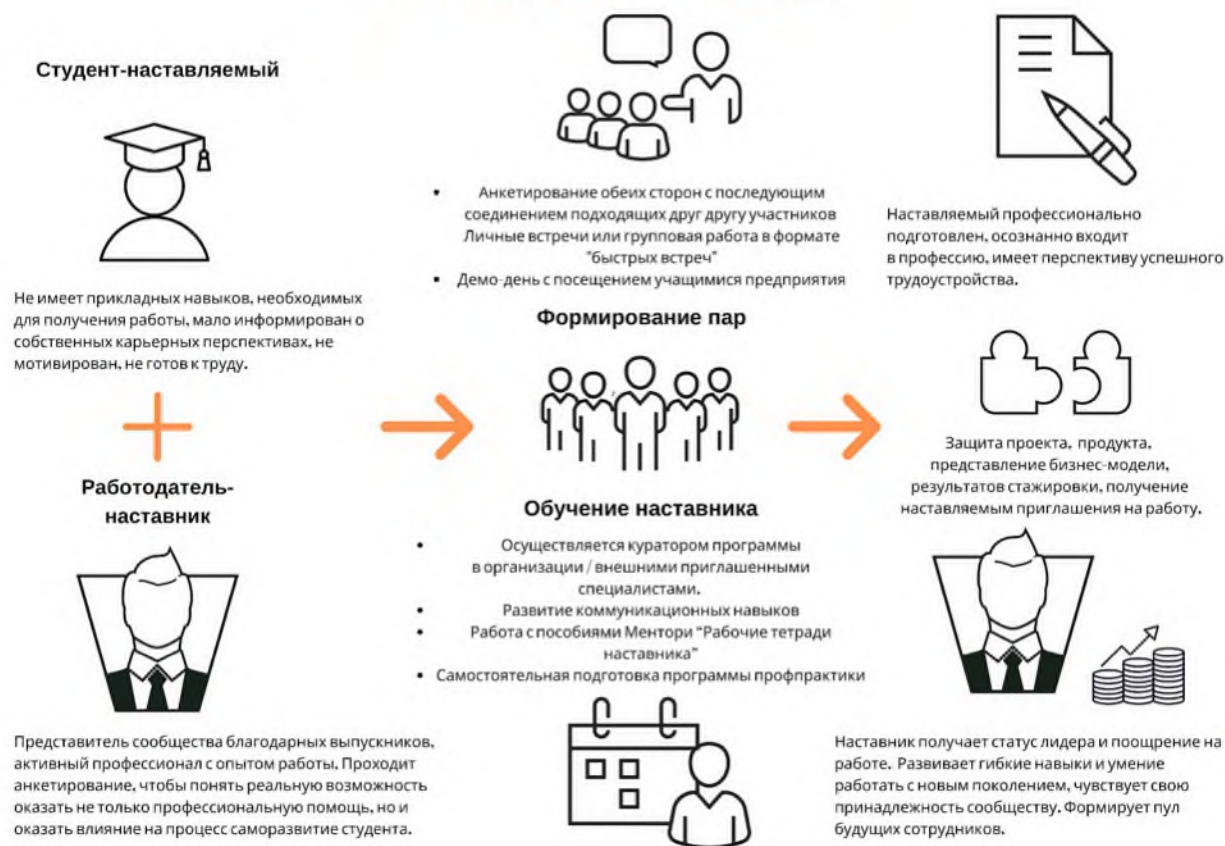 Студент-наставляемый
Не имеет прикладных навыков, необходимых
для получения работы, мало информирован о
собственных карьерных перспективах, не
мотивирован, не готов к труду.
Работодатель-
наставник
Представитель сообщества благодарных выпускников,
активный профессионал с опытом работы. Проходит
анкетирование, чтобы понять реальную возможность
оказать не только профессиональную помощь, но и
оказать влияние на процесс саморазвитие студента.
• Анкетирование обеих сторон с последующим
соединением подходящих друг другу участников
Личные встречи или групповая работа в формате
"быстрых встреч"
• Демо-день с посещением учащимися предприятия
Формирование пар
Обучение наставника
• Осуществляется куратором программы
в организации / внешними приглашенными
специалистами.
• Развитие коммуникационных навыков
• Работа с пособиями Ментори "Рабочие тетради
наставника"
• Самостоятельная подготовка программы профпрактики
Наставляемый профессионально
подготовлен, осознанно входит
в профессию, имеет перспективу успешного
трудоустройства.
Защита проекта, продукта,
представление бизнес-модели,
результатов стажировки, получение
наставляемым приглашения на работу.
Наставник получает статус лидера и поощрение на
работе. Развивает гибкие навыки и умение
работать с новым поколением, чувствует свою
принадлежность сообществу. Формирует пул
будущих сотрудников.